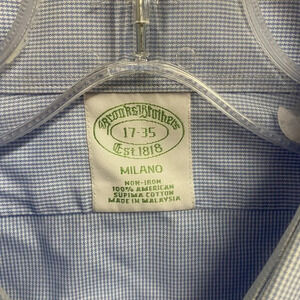 Brooks Brothers
17-35
Est. 1818
MILANO
NON-IRON
100% AMERICAN
SUPIMA COTTON
MADE IN MALAYSIA